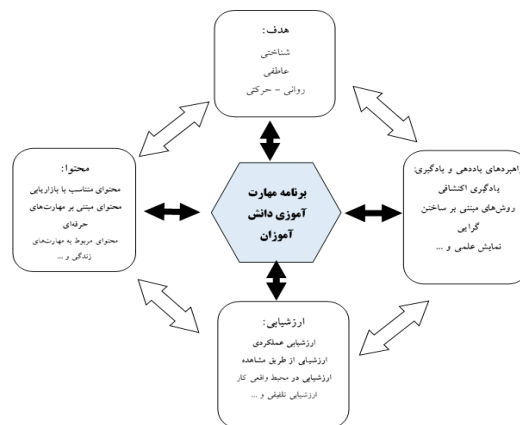 هدف:
شناختی
عاطفی
روانی – حرکتی
راهبردهای یاددهی و یادگیری:
یادگیری اکتشافی
روش‌های مبتنی بر ساختن
گرایی
نمایش علمی و ...
برنامه مهارت
آموزی دانش
آموزان
محتوا:
محتوای متناسب با بازاریابی
محتوای مبتنی بر مهارت‌های
حرفه‌ای
محتوای مربوط به مهارت‌های
زندگی و ...
ارزشیابی:
ارزشیابی عملکردی
ارزشیابی از طریق مشاهده
ارزشیابی در محیط واقعی کار
ارزشیابی تلفیقی و ...